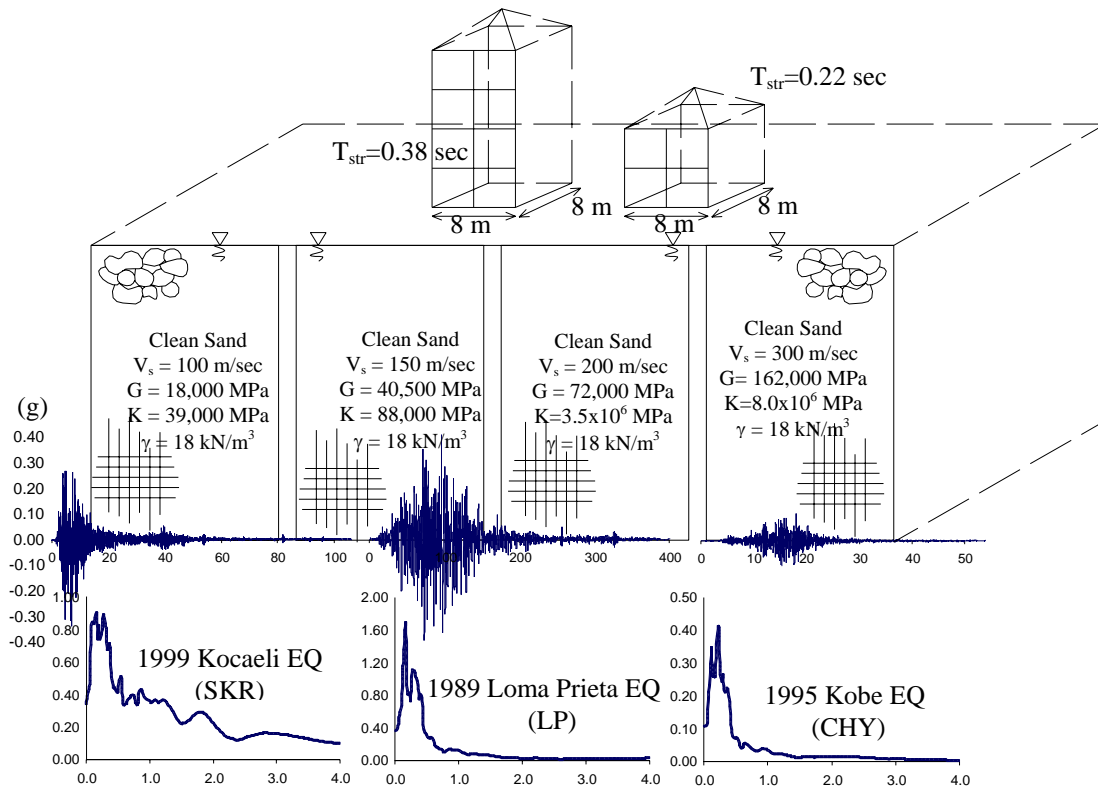 T_str=0.22 sec
T_str=0.38 sec
8 m
8 m
8 m
8 m
Clean Sand
V_s = 100 m/sec
G = 18,000 MPa
K = 39,000 MPa
γ = 18 kN/m³
Clean Sand
V_s = 150 m/sec
G = 40,500 MPa
K = 88,000 MPa
γ = 18 kN/m³
Clean Sand
V_s = 200 m/sec
G = 72,000 MPa
K=3.5x10⁶ MPa
γ = 18 kN/m³
Clean Sand
V_s = 300 m/sec
G= 162,000 MPa
K=8.0x10⁶ MPa
γ = 18 kN/m³
(g)
0.40
0.30
0.20
0.10
0.00
-0.10
-0.20
-0.30
-0.40
0 20 40 60 80 100
0 100 200 300 400
0 10 20 30 40 50
1.00
0.80
0.60
0.40
0.20
0.00
0.0 1.0 2.0 3.0 4.0
1999 Kocaeli EQ
(SKR)
2.00
1.60
1.20
0.80
0.40
0.00
0.0 1.0 2.0 3.0 4.0
1989 Loma Prieta EQ
(LP)
0.50
0.40
0.30
0.20
0.10
0.00
0.0 1.0 2.0 3.0 4.0
1995 Kobe EQ
(CHY)